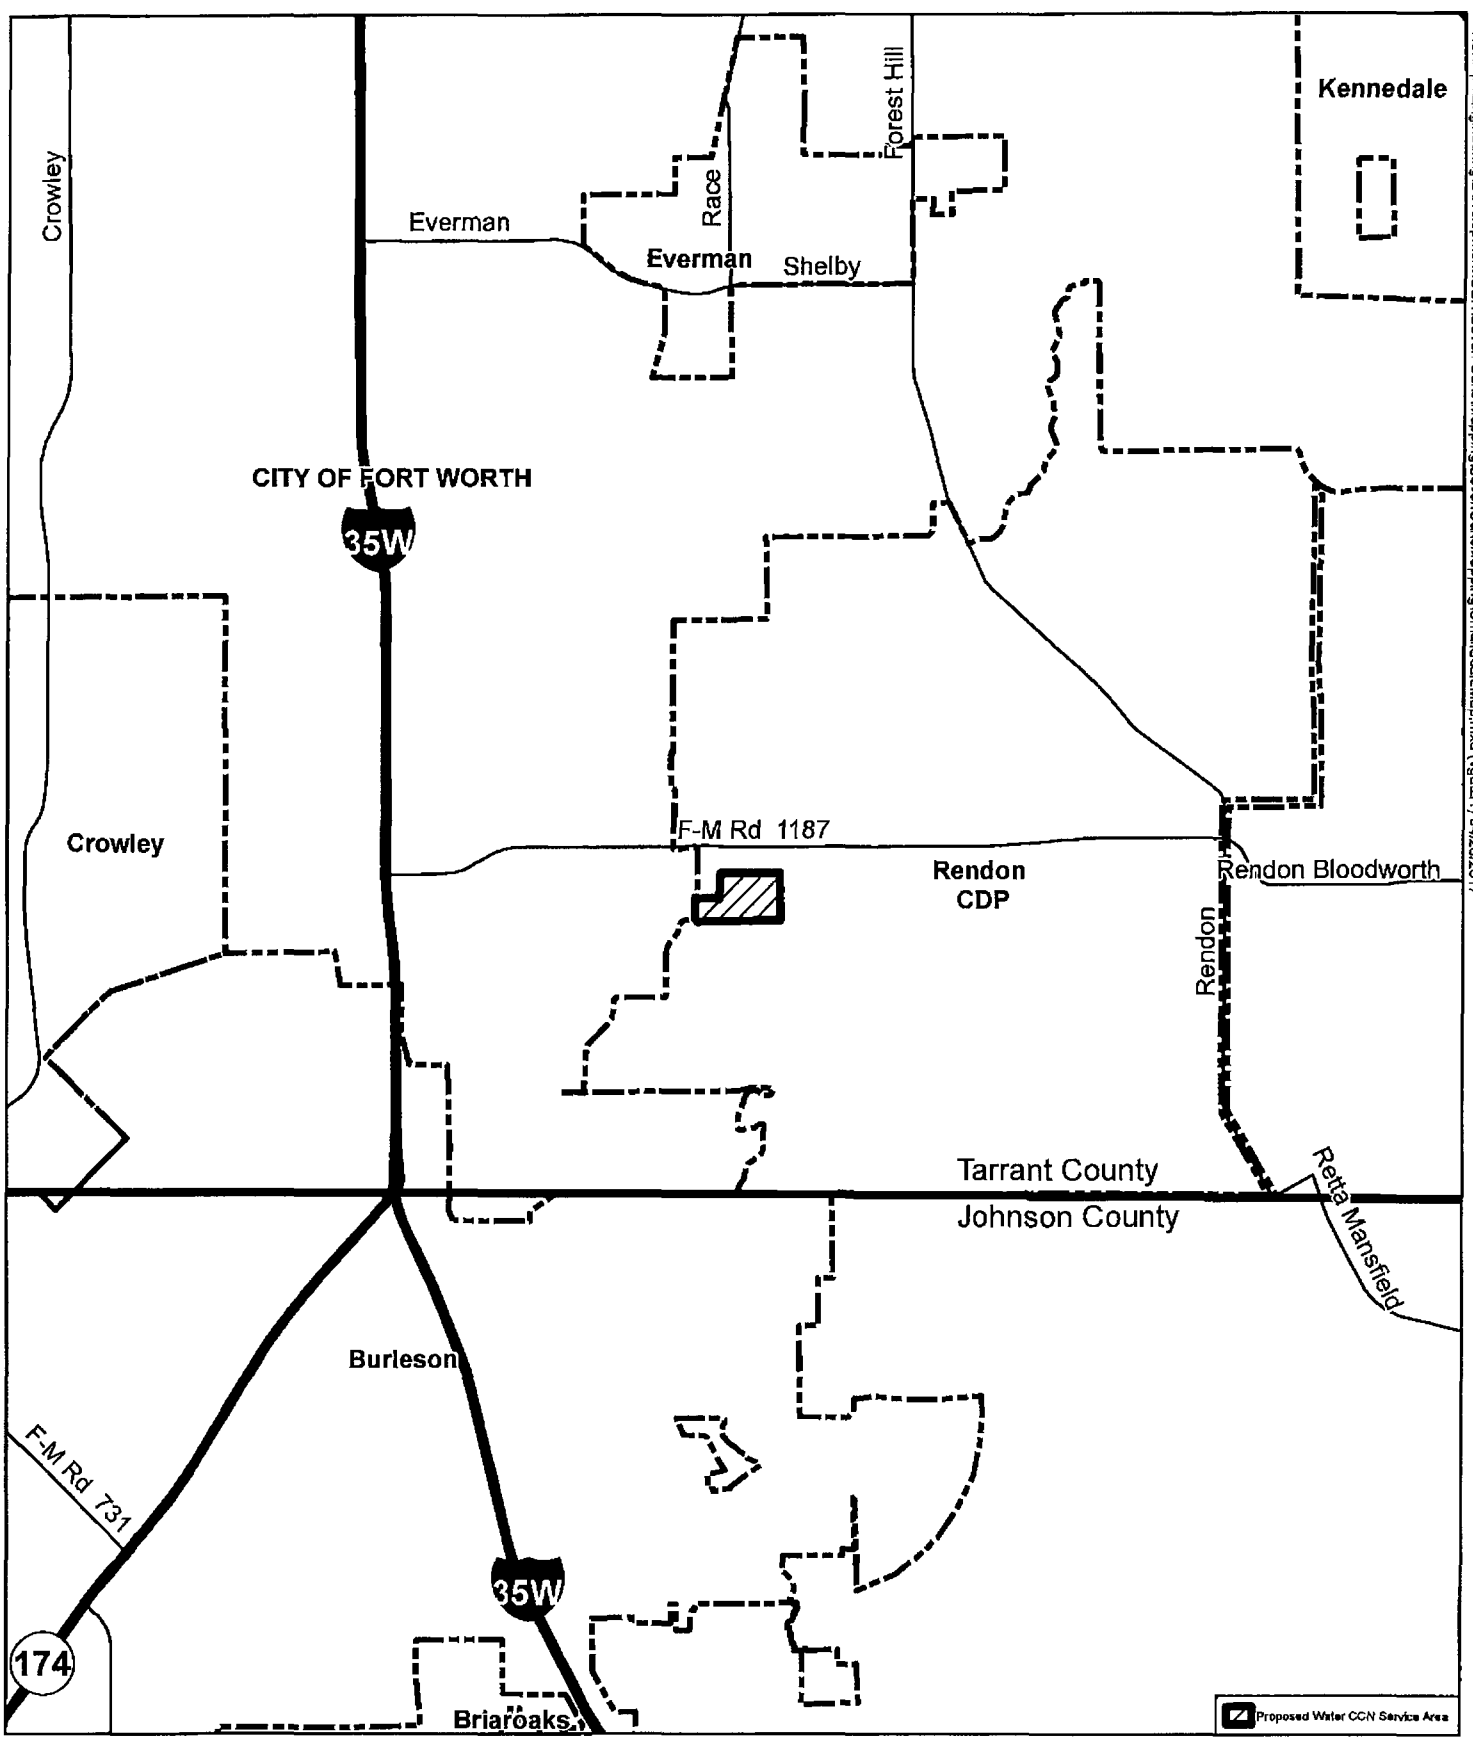 Kennedale
Forest Hill
Crowley
Race
Everman
Everman
Shelby
CITY OF FORT WORTH
35W
Crowley
F-M Rd 1187
Rendon
CDP
Rendon Bloodworth
Rendon
Tarrant County
Johnson County
Retta Mansfield
Burleson
F-M Rd 731
35W
174
Briaroaks
Proposed Water CCN Service Area